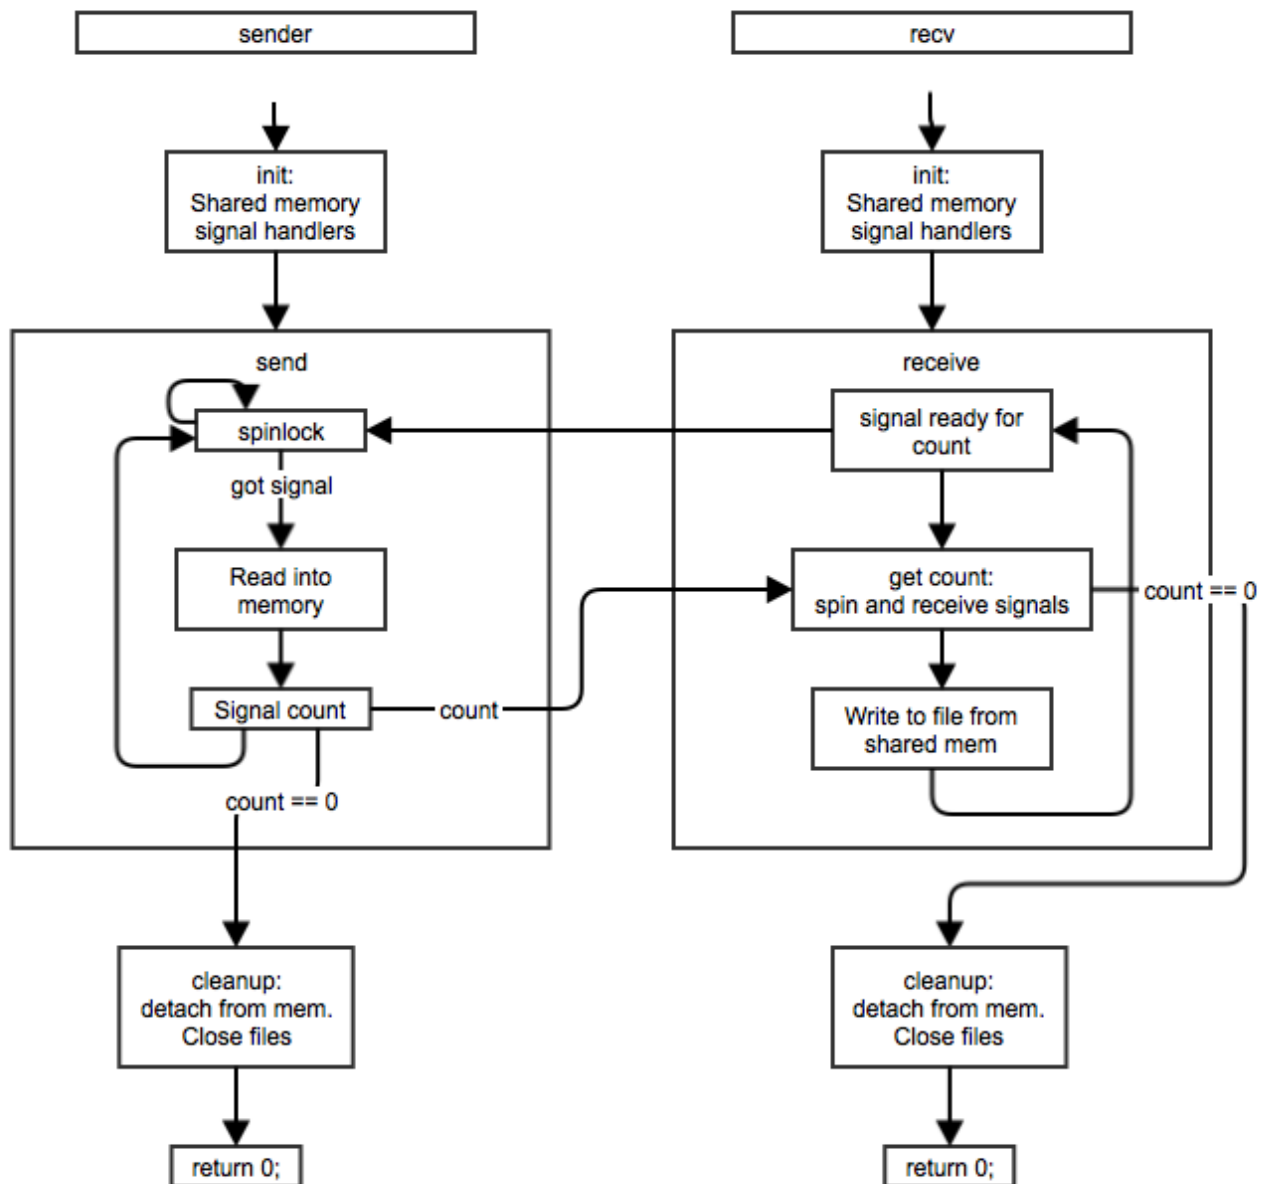 sender
recv
init:
Shared memory
signal handlers
init:
Shared memory
signal handlers
send
spinlock
got signal
Read into
memory
Signal count
count
count == 0
receive
signal ready for
count
get count:
spin and receive signals
count == 0
Write to file from
shared mem
cleanup:
detach from mem.
Close files
return 0;
cleanup:
detach from mem.
Close files
return 0;